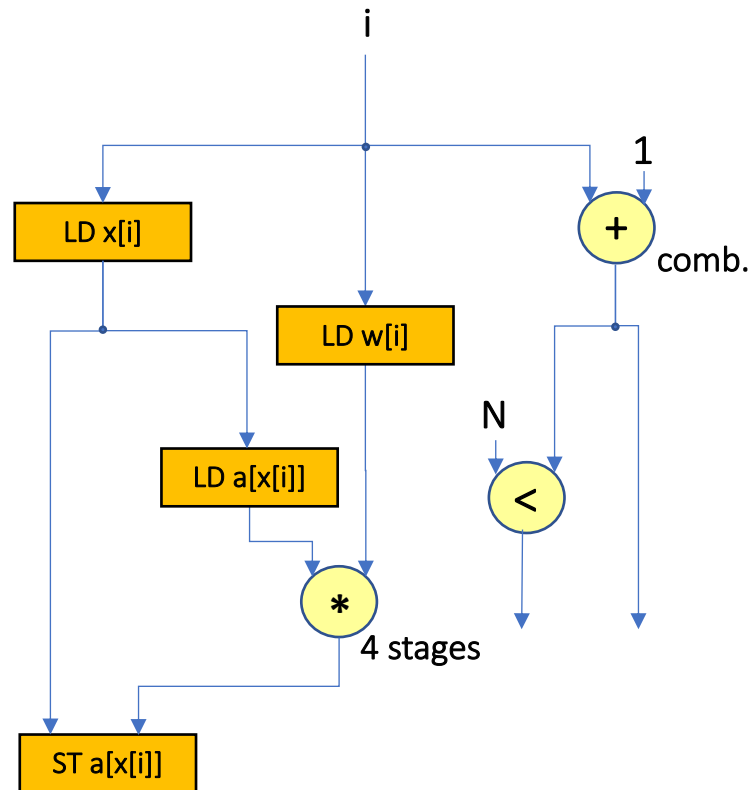 i
1
LD x[i]
+
comb.
LD w[i]
N
LD a[x[i]]
<
*
4 stages
ST a[x[i]]